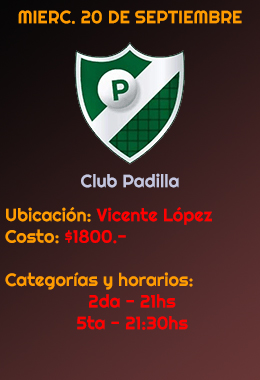 MIERC. 20 DE SEPTIEMBRE
P
Club Padilla
Ubicación: Vicente López
Costo: $1800.-
Categorías y horarios:
2da - 21hs
5ta - 21:30hs